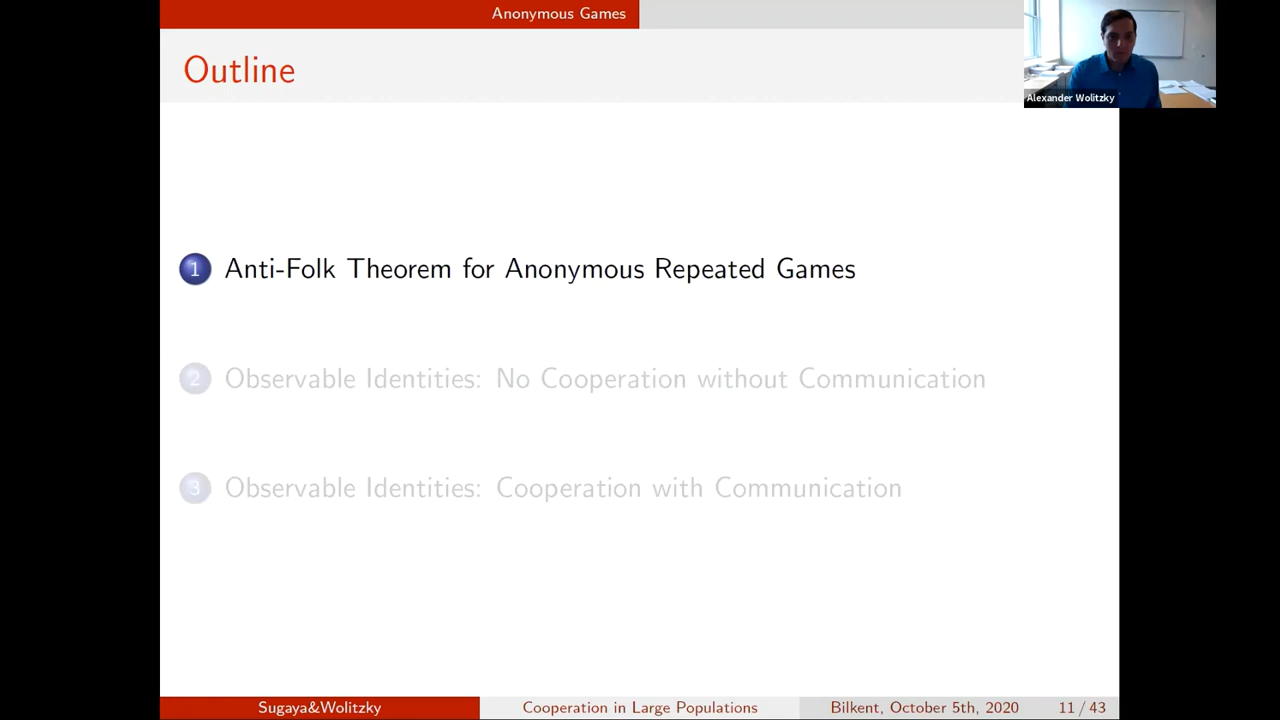 Anonymous Games
Outline
Alexander Wolitzky
1 Anti-Folk Theorem for Anonymous Repeated Games
2 Observable Identities: No Cooperation without Communication
3 Observable Identities: Cooperation with Communication
Sugaya&Wolitzky Cooperation in Large Populations Bilkent, October 5th, 2020 11 / 43